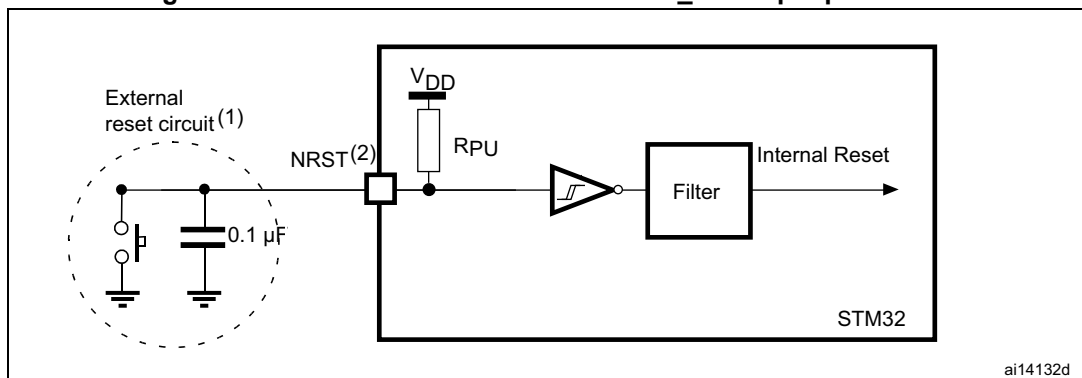 External
reset circuit(1)
NRST(2)
VDD
RPU
0.1 µF
Filter
Internal Reset
STM32
ai14132d